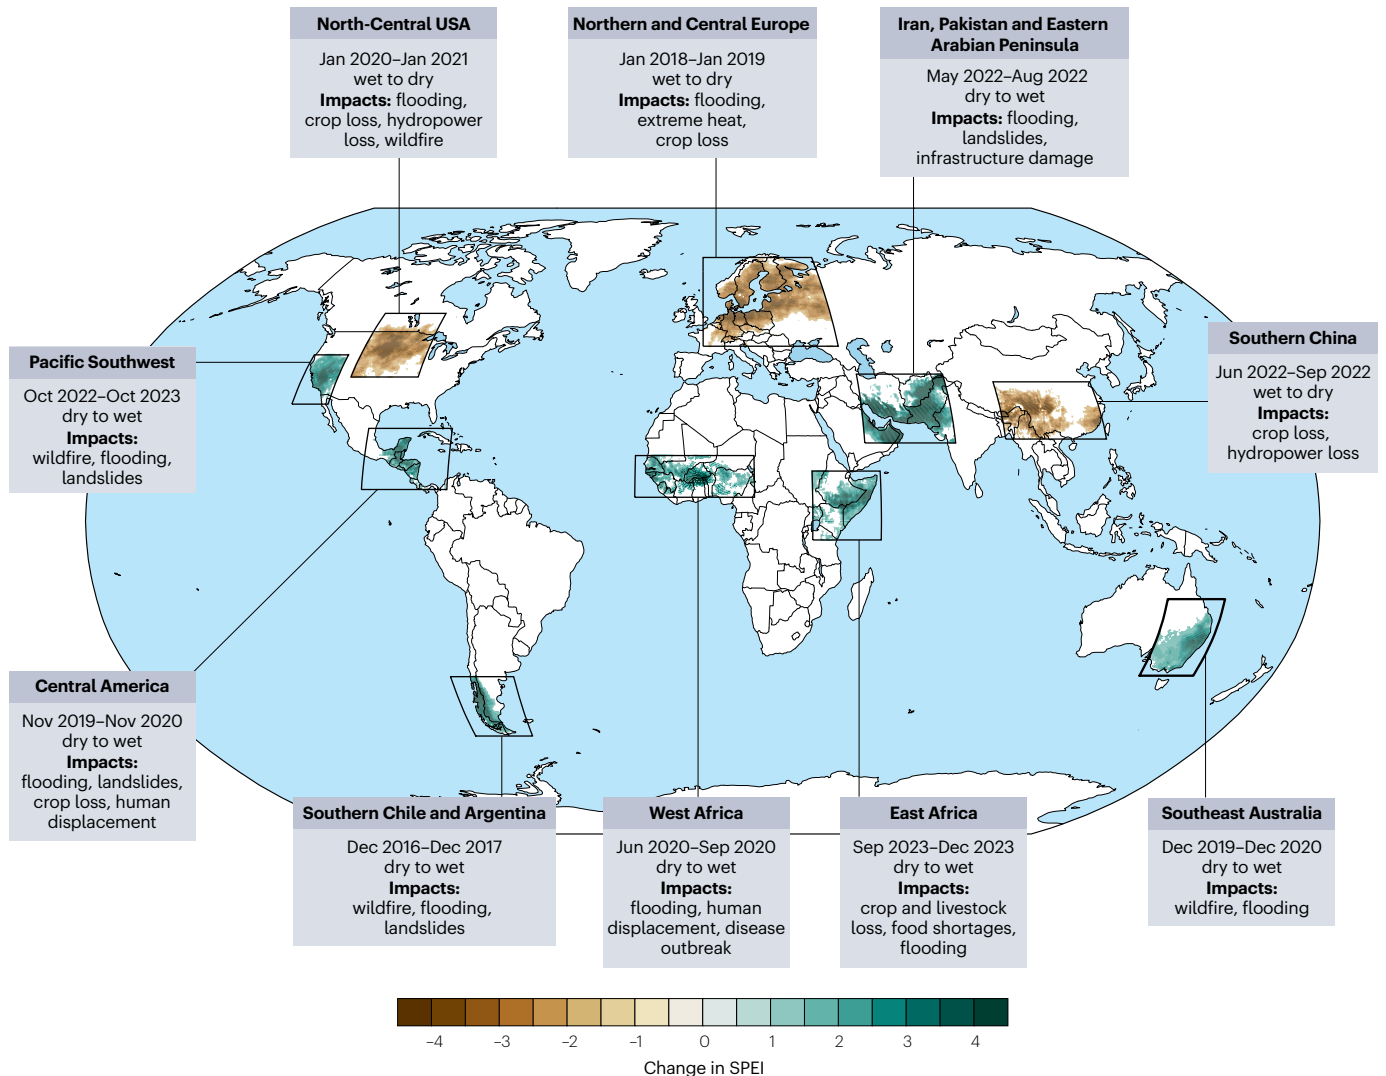 North-Central USA
Jan 2020–Jan 2021
wet to dry
Impacts: flooding,
crop loss, hydropower
loss, wildfire
Northern and Central Europe
Jan 2018–Jan 2019
wet to dry
Impacts: flooding,
extreme heat,
crop loss
Iran, Pakistan and Eastern
Arabian Peninsula
May 2022–Aug 2022
dry to wet
Impacts: flooding,
landslides,
infrastructure damage
Pacific Southwest
Oct 2022–Oct 2023
dry to wet
Impacts:
wildfire, flooding,
landslides
Southern China
Jun 2022–Sep 2022
wet to dry
Impacts:
crop loss,
hydropower loss
Central America
Nov 2019–Nov 2020
dry to wet
Impacts:
flooding, landslides,
crop loss, human
displacement
Southern Chile and Argentina
Dec 2016–Dec 2017
dry to wet
Impacts:
wildfire, flooding,
landslides
West Africa
Jun 2020–Sep 2020
dry to wet
Impacts:
flooding, human
displacement, disease
outbreak
East Africa
Sep 2023–Dec 2023
dry to wet
Impacts:
crop and livestock
loss, food shortages,
flooding
Southeast Australia
Dec 2019–Dec 2020
dry to wet
Impacts:
wildfire, flooding
–4 –3 –2 –1 0 1 2 3 4
Change in SPEI